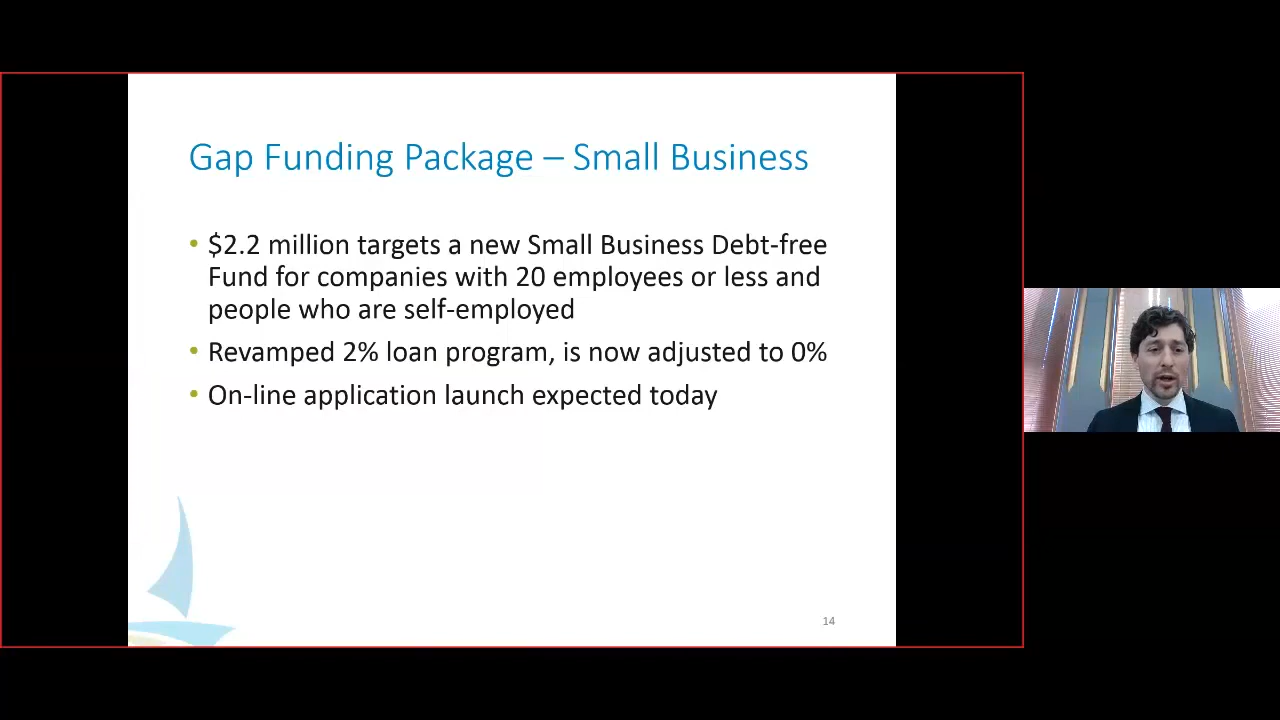 Gap Funding Package – Small Business
• $2.2 million targets a new Small Business Debt-free
Fund for companies with 20 employees or less and
people who are self-employed
• Revamped 2% loan program, is now adjusted to 0%
• On-line application launch expected today
14